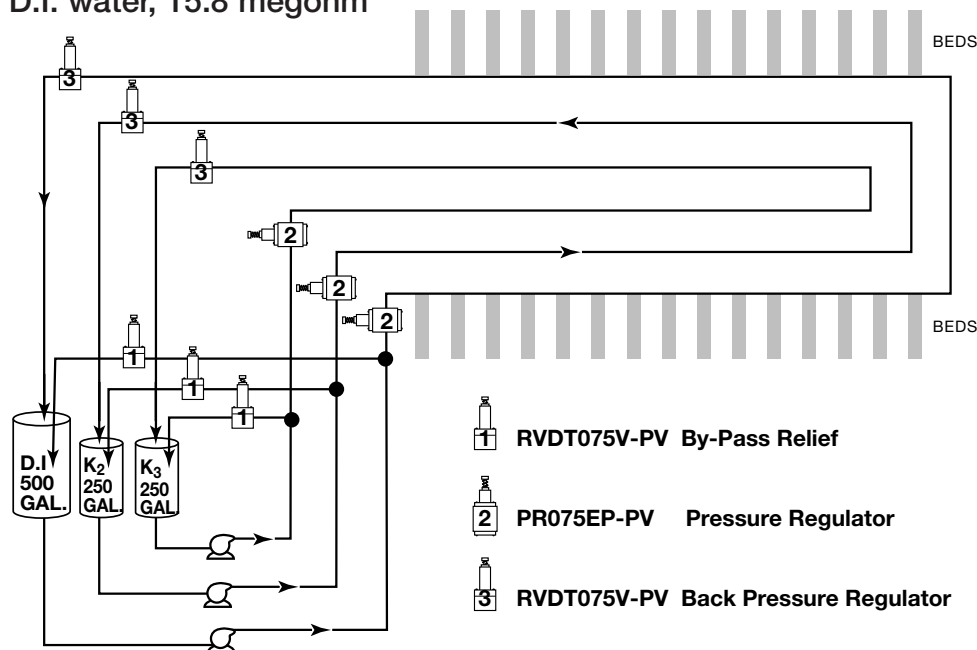 D.I. water, 15.8 megohm
BEDS
3
3
3
2
2
2
BEDS
1
1
1
D.I
500
GAL.
K2
250
GAL.
K3
250
GAL.
1 RVDT075V-PV By-Pass Relief
2 PR075EP-PV Pressure Regulator
3 RVDT075V-PV Back Pressure Regulator